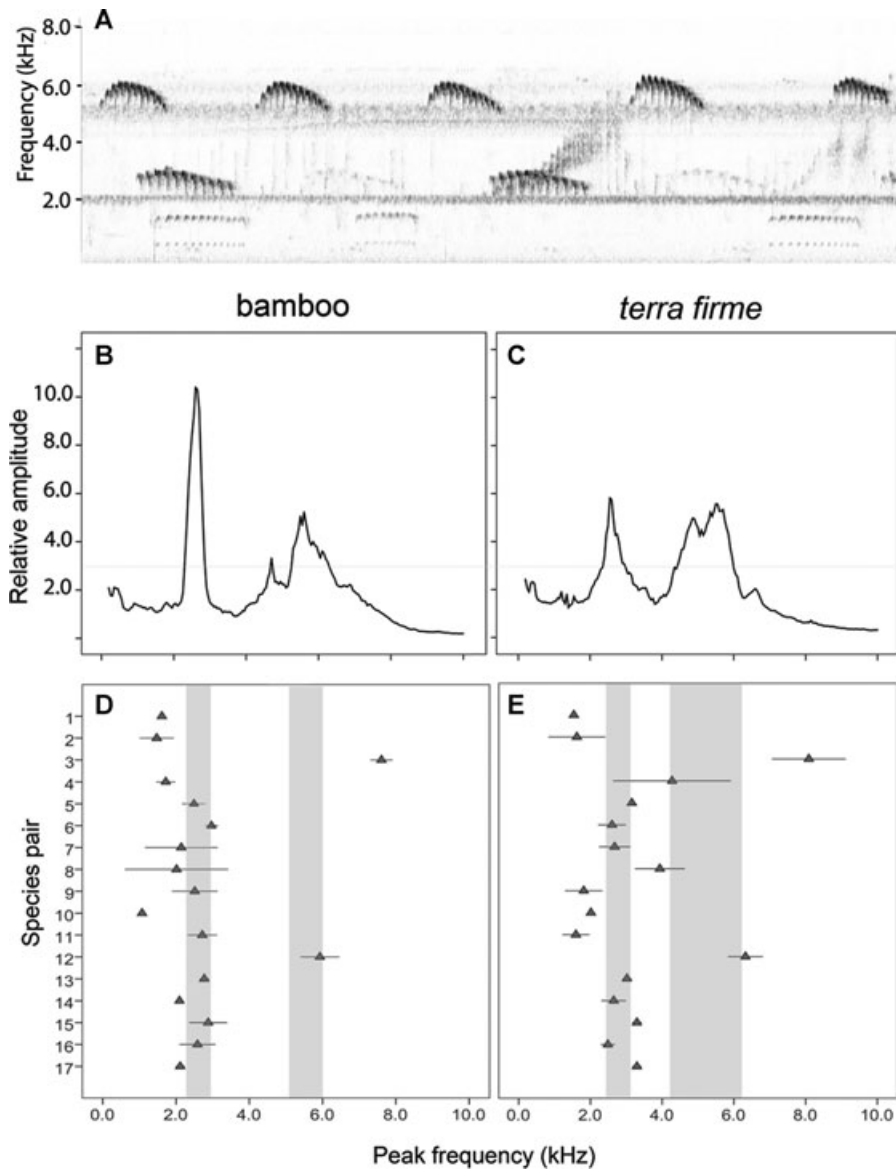 A
Frequency (kHz)
8.0
6.0
4.0
2.0
bamboo
terra firme
B
C
Relative amplitude
10.0
8.0
6.0
4.0
2.0
D
E
Species pair
1
2
3
4
5
6
7
8
9
10
11
12
13
14
15
16
17
0.0 2.0 4.0 6.0 8.0 10.0
0.0 2.0 4.0 6.0 8.0 10.0
Peak frequency (kHz)